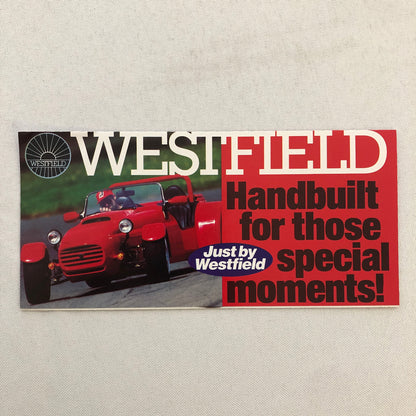 WESTFIELD
WESTFIELD
Handbuilt
for those
special
moments!
Just by
Westfield